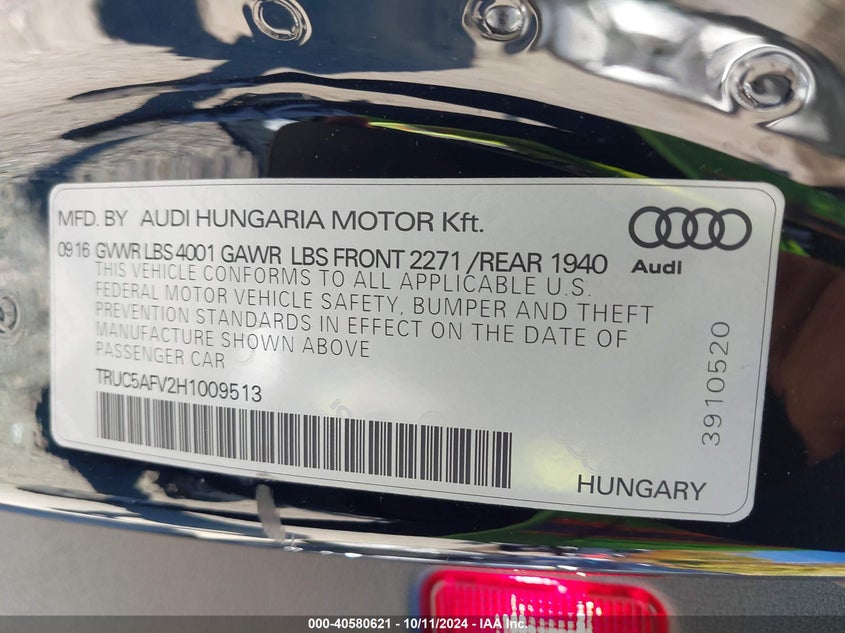 MFD. BY AUDI HUNGARIA MOTOR Kft.
09 16 GVWR LBS 4001 GAWR LBS FRONT 2271 /REAR 1940
Audi
THIS VEHICLE CONFORMS TO ALL APPLICABLE U.S.
FEDERAL MOTOR VEHICLE SAFETY, BUMPER AND THEFT
PREVENTION STANDARDS IN EFFECT ON THE DATE OF
MANUFACTURE SHOWN ABOVE
PASSENGER CAR
TRUC5AFV2H1009513
3910520
HUNGARY
000-40580621 - 10/11/2024 - IAA Inc.